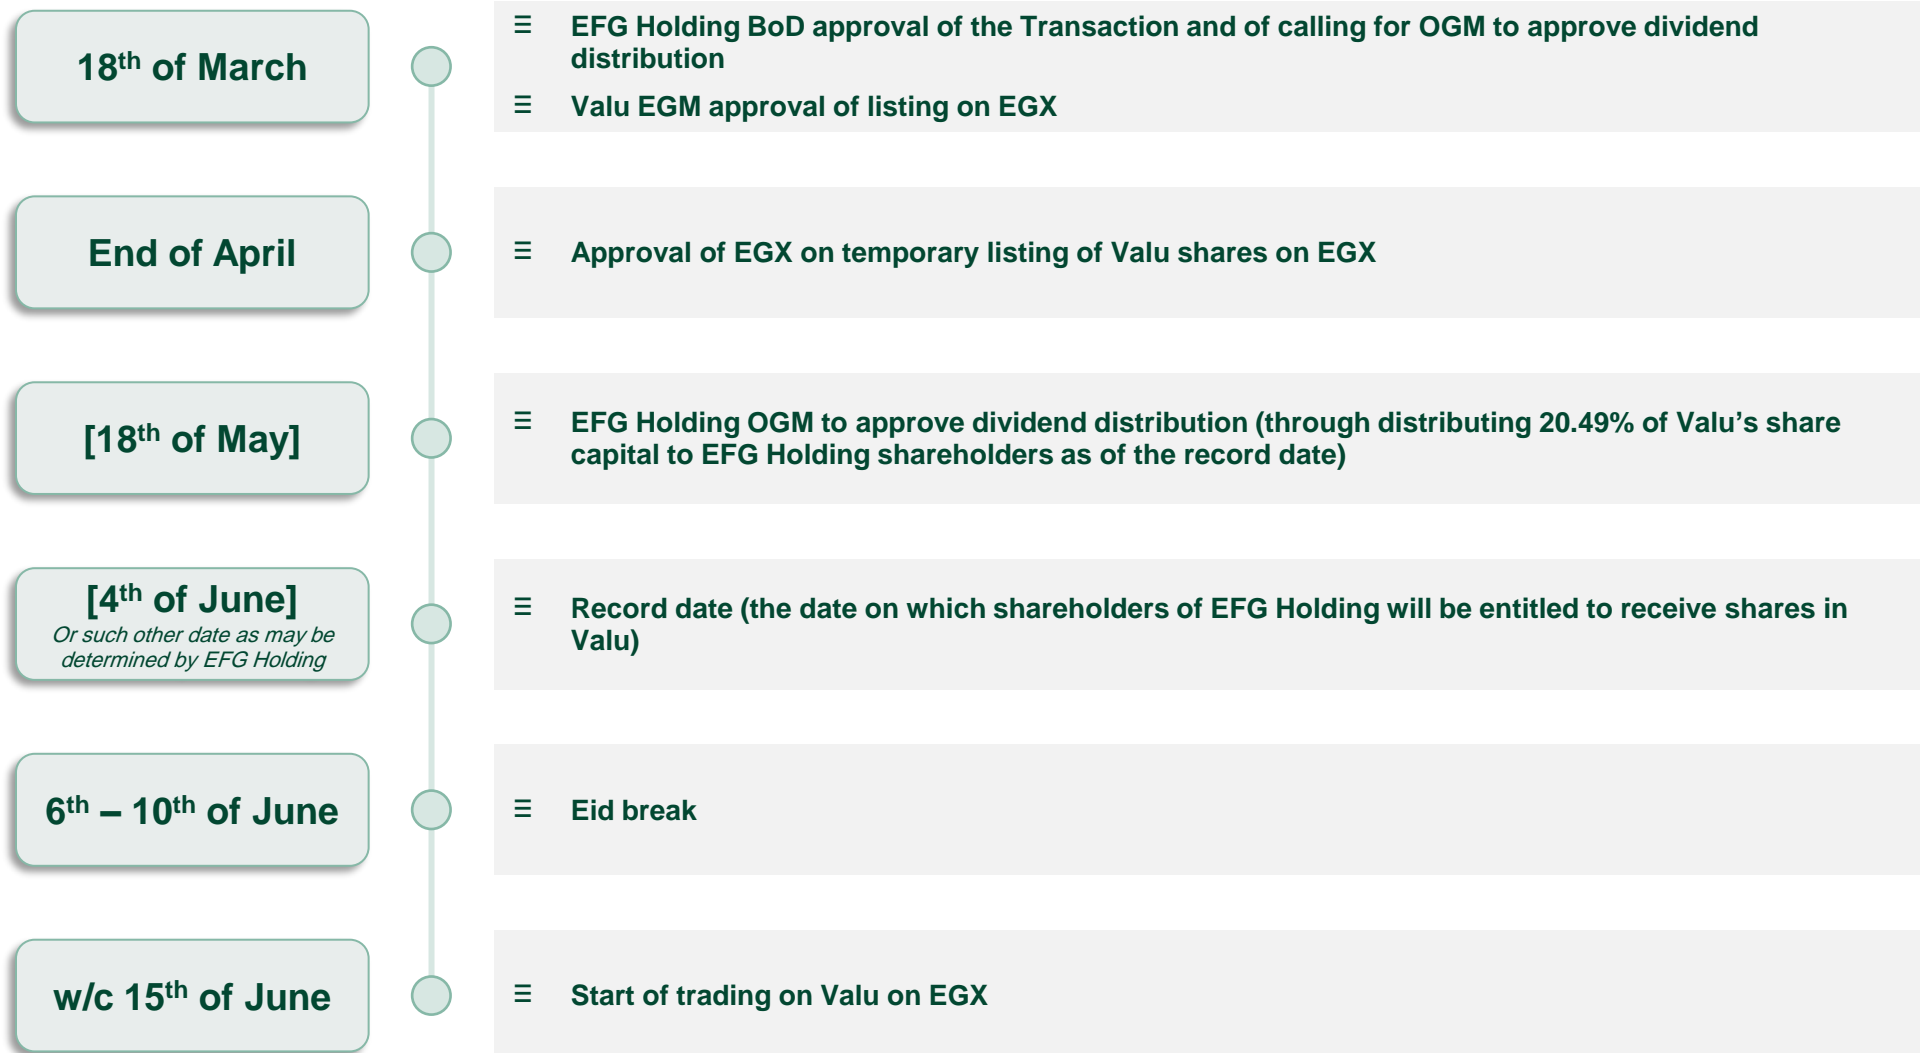 18th of March
≡ EFG Holding BoD approval of the Transaction and of calling for OGM to approve dividend
distribution
≡ Valu EGM approval of listing on EGX
End of April
≡ Approval of EGX on temporary listing of Valu shares on EGX
[18th of May]
≡ EFG Holding OGM to approve dividend distribution (through distributing 20.49% of Valu’s share
capital to EFG Holding shareholders as of the record date)
[4th of June]
Or such other date as may be
determined by EFG Holding
≡ Record date (the date on which shareholders of EFG Holding will be entitled to receive shares in
Valu)
6th – 10th of June
≡ Eid break
w/c 15th of June
≡ Start of trading on Valu on EGX